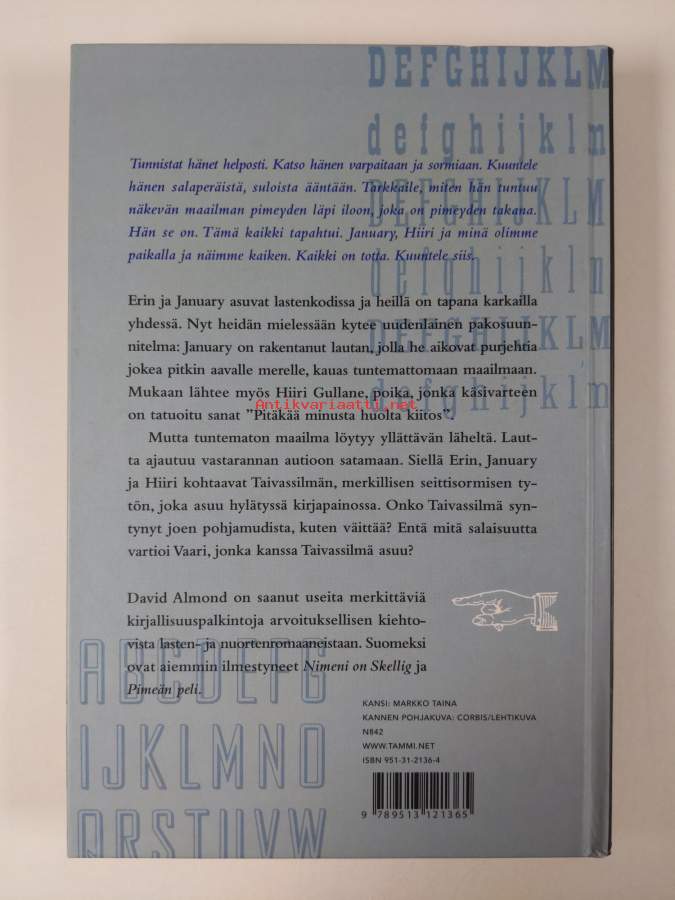 DEFGHIJKLM
defghijklm
DEFGHIJKLM
defghijklm
DEFGHIJKLM
defghijklm
Tunnistat hänet helposti. Katso hänen varpaitaan ja sormiaan. Kuuntele
hänen salaperäistä, suloista ääntään. Tarkkaile, miten hän tuntuu
näkevän maailman pimeyden läpi iloon, joka on pimeyden takana.
Hän se on. Tämä kaikki tapahtui. January, Hiiri ja minä olimme
paikalla ja näimme kaiken. Kaikki on totta. Kuuntele siis.
Erin ja January asuvat lastenkodissa ja heillä on tapana karkailla
yhdessä. Nyt heidän mielessään kytee uudenlainen pakosuun-
nitelma: January on rakentanut lautan, jolla he aikovat purjehtia
jokea pitkin aavalle merelle, kauas tuntemattomaan maailmaan.
Mukaan lähtee myös Hiiri Gullane, poika, jonka käsivarteen
on tatuoitu sanat ”Pitäkää minusta huolta kiitos”.
Antikvariaatti.net
Mutta tuntematon maailma löytyy yllättävän läheltä. Laut-
ta ajautuu vastarannan autioon satamaan. Siellä Erin, January
ja Hiiri kohtaavat Taivassilmän, merkillisen seittisormisen ty-
tön, joka asuu hylätyssä kirjapainossa. Onko Taivassilmä syn-
tynyt joen pohjamudista, kuten väittää? Entä mitä salaisuutta
vartioi Vaari, jonka kanssa Taivassilmä asuu?
David Almond on saanut useita merkittäviä
kirjallisuuspalkintoja arvoituksellisen kiehto-
vista lasten- ja nuortenromaaneistaan. Suomeksi
ovat aiemmin ilmestyneet Nimeni on Skellig ja
Pimeän peli.
ABCDEFG
IJKLMNO
QRSTUVW
KANSI: MARKKO TAINA
KANNEN POHJAKUVA: CORBIS/LEHTIKUVA
N842
WWW.TAMMI.NET
ISBN 951-31-2136-4
9 789513 121365